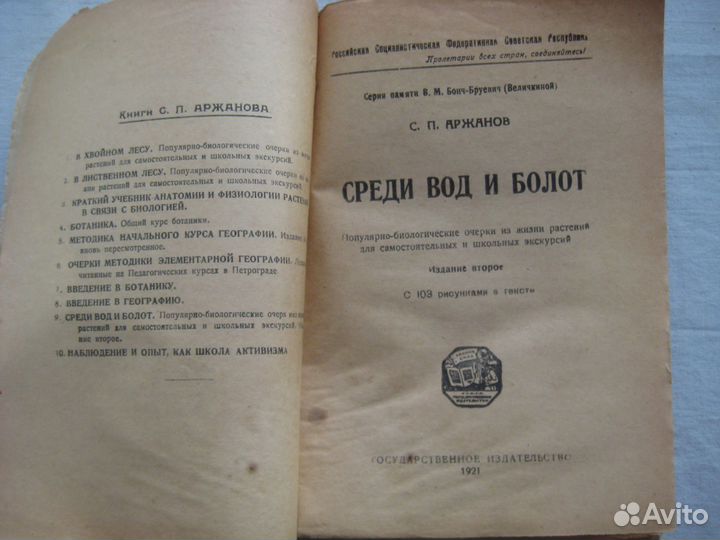 Книги С. П. АРЖАНОВА
1. В ХВОЙНОМ ЛЕСУ. Популярно-биологические очерки из
растений для самостоятельных и школьных экскурсий.
2. В ЛИСТВЕННОМ ЛЕСУ. Популярно-биологические очерки из
растений для самостоятельных и школьных экскурсий.
3. КРАТКИЙ УЧЕБНИК АНАТОМИИ И ФИЗИОЛОГИИ РАСТЕН
В СВЯЗИ С БИОЛОГИЕЙ.
4. БОТАНИКА. Общий курс ботаники.
5. МЕТОДИКА НАЧАЛЬНОГО КУРСА ГЕОГРАФИИ. Издание
вновь пересмотренное.
6. ОЧЕРКИ МЕТОДИКИ ЭЛЕМЕНТАРНОЙ ГЕОГРАФИИ.
читанные на Педагогических курсах в Петрограде
7. ВВЕДЕНИЕ В БОТАНИКУ.
8. ВВЕДЕНИЕ В ГЕОГРАФИЮ.
9. СРЕДИ ВОД И БОЛОТ. Популярно-биологические очерк
растений для самостоятельных и школьных экскурсий.
ние второе.
10. НАБЛЮДЕНИЕ И ОПЫТ, КАК ШКОЛА АКТИВИЗМА
Российская Социалистическая Федеративная Советская Республика
Пролетарии всех стран, соединяйтесь!
Серия памяти В. М. Бонч-Бруевич (Величкиной)
С. П. АРЖАНОВ
СРЕДИ ВОД И БОЛОТ
Популярно-биологические очерки из жизни растений
для самостоятельных и школьных экскурсий
Издание второе
С 103 рисунками в тексте
ГОСУДАРСТВЕННОЕ ИЗДАТЕЛЬСТВО
1921
Avito